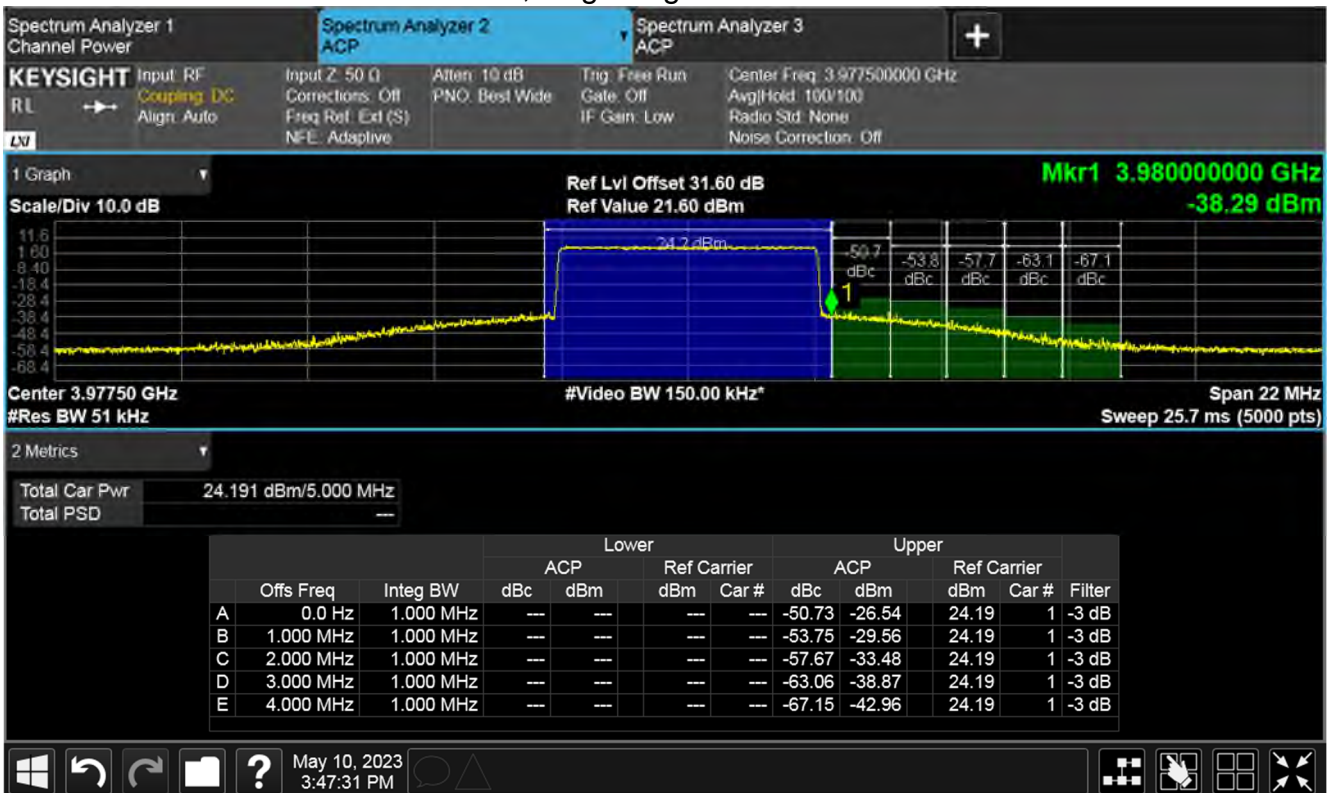 Spectrum Analyzer 1 Spectrum Analyzer 2 Spectrum Analyzer 3
Channel Power ACP ACP
KEYSIGHT Input: RF Input Z: 50 Ω Atten: 10 dB Trig: Free Run Center Freq: 3.977500000 GHz
RL Coupling: DC Corrections: Off PNO: Best Wide Gate: Off Avg|Hold: 100/100
Align: Auto Freq Ref: Ext (S) IF Gain: Low Radio Std: None
LXI NFE: Adaptive Noise Correction: Off
1 Graph Ref Lvl Offset 31.60 dB Mkr1 3.980000000 GHz
Scale/Div 10.0 dB Ref Value 21.60 dBm -38.29 dBm
11.6
24.2 dBm
1.60
-50.7 -53.8 -57.7 -63.1 -67.1
dBc dBc dBc dBc dBc
-8.40
-18.4
1
-28.4
-38.4
-48.4
-58.4
-68.4
Center 3.97750 GHz #Video BW 150.00 kHz* Span 22 MHz
#Res BW 51 kHz Sweep 25.7 ms (5000 pts)
2 Metrics
Total Car Pwr 24.191 dBm/5.000 MHz
Total PSD ---
Lower Upper
ACP Ref Carrier ACP Ref Carrier
Offs Freq Integ BW dBc dBm dBm Car # dBc dBm dBm Car # Filter
A 0.0 Hz 1.000 MHz --- --- --- --- -50.73 -26.54 24.19 1 -3 dB
B 1.000 MHz 1.000 MHz --- --- --- --- -53.75 -29.56 24.19 1 -3 dB
C 2.000 MHz 1.000 MHz --- --- --- --- -57.67 -33.48 24.19 1 -3 dB
D 3.000 MHz 1.000 MHz --- --- --- --- -63.06 -38.87 24.19 1 -3 dB
E 4.000 MHz 1.000 MHz --- --- --- --- -67.15 -42.96 24.19 1 -3 dB
? May 10, 2023
3:47:31 PM